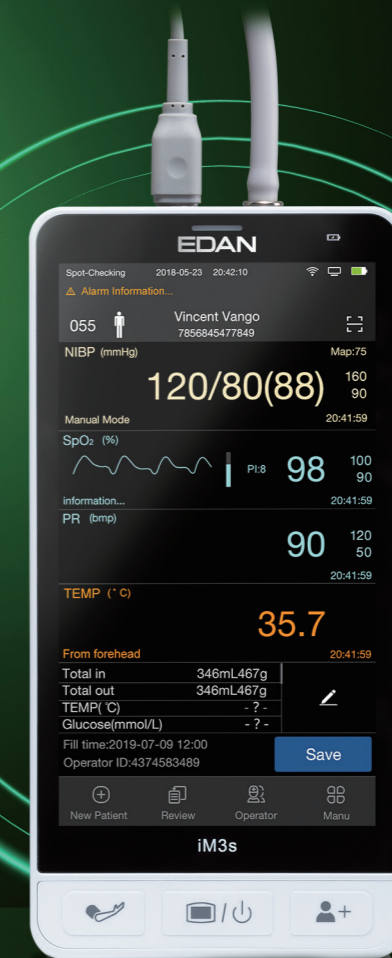 EDAN
Spot-Checking 2018-05-23 20:42:10
Alarm Information...
055 Vincent Vango
7856845477849
NIBP (mmHg) Map:75
120/80(88) 160
90
Manual Mode 20:41:59
SpO₂ (%)
PI:8 98 100
90
information... 20:41:59
PR (bmp)
90 120
50
20:41:59
TEMP (°C)
35.7
From forehead 20:41:59
Total in 346mL467g
Total out 346mL467g
TEMP(℃) - ? -
Glucose(mmol/L) - ? -
Fill time:2019-07-09 12:00
Operator ID:4374583489
Save
New Patient Review Operator Manu
iM3s